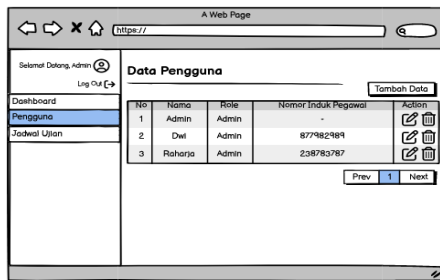 A Web Page
https://
Selamat Datang, Admin
Log Out
Dashboard
Pengguna
Jadwal Ujian
Data Pengguna
Tambah Data
No Nama Role Nomor Induk Pegawai Action
1 Admin Admin -
2 Dwi Admin 877982989
3 Raharja Admin 238783787
Prev 1 Next